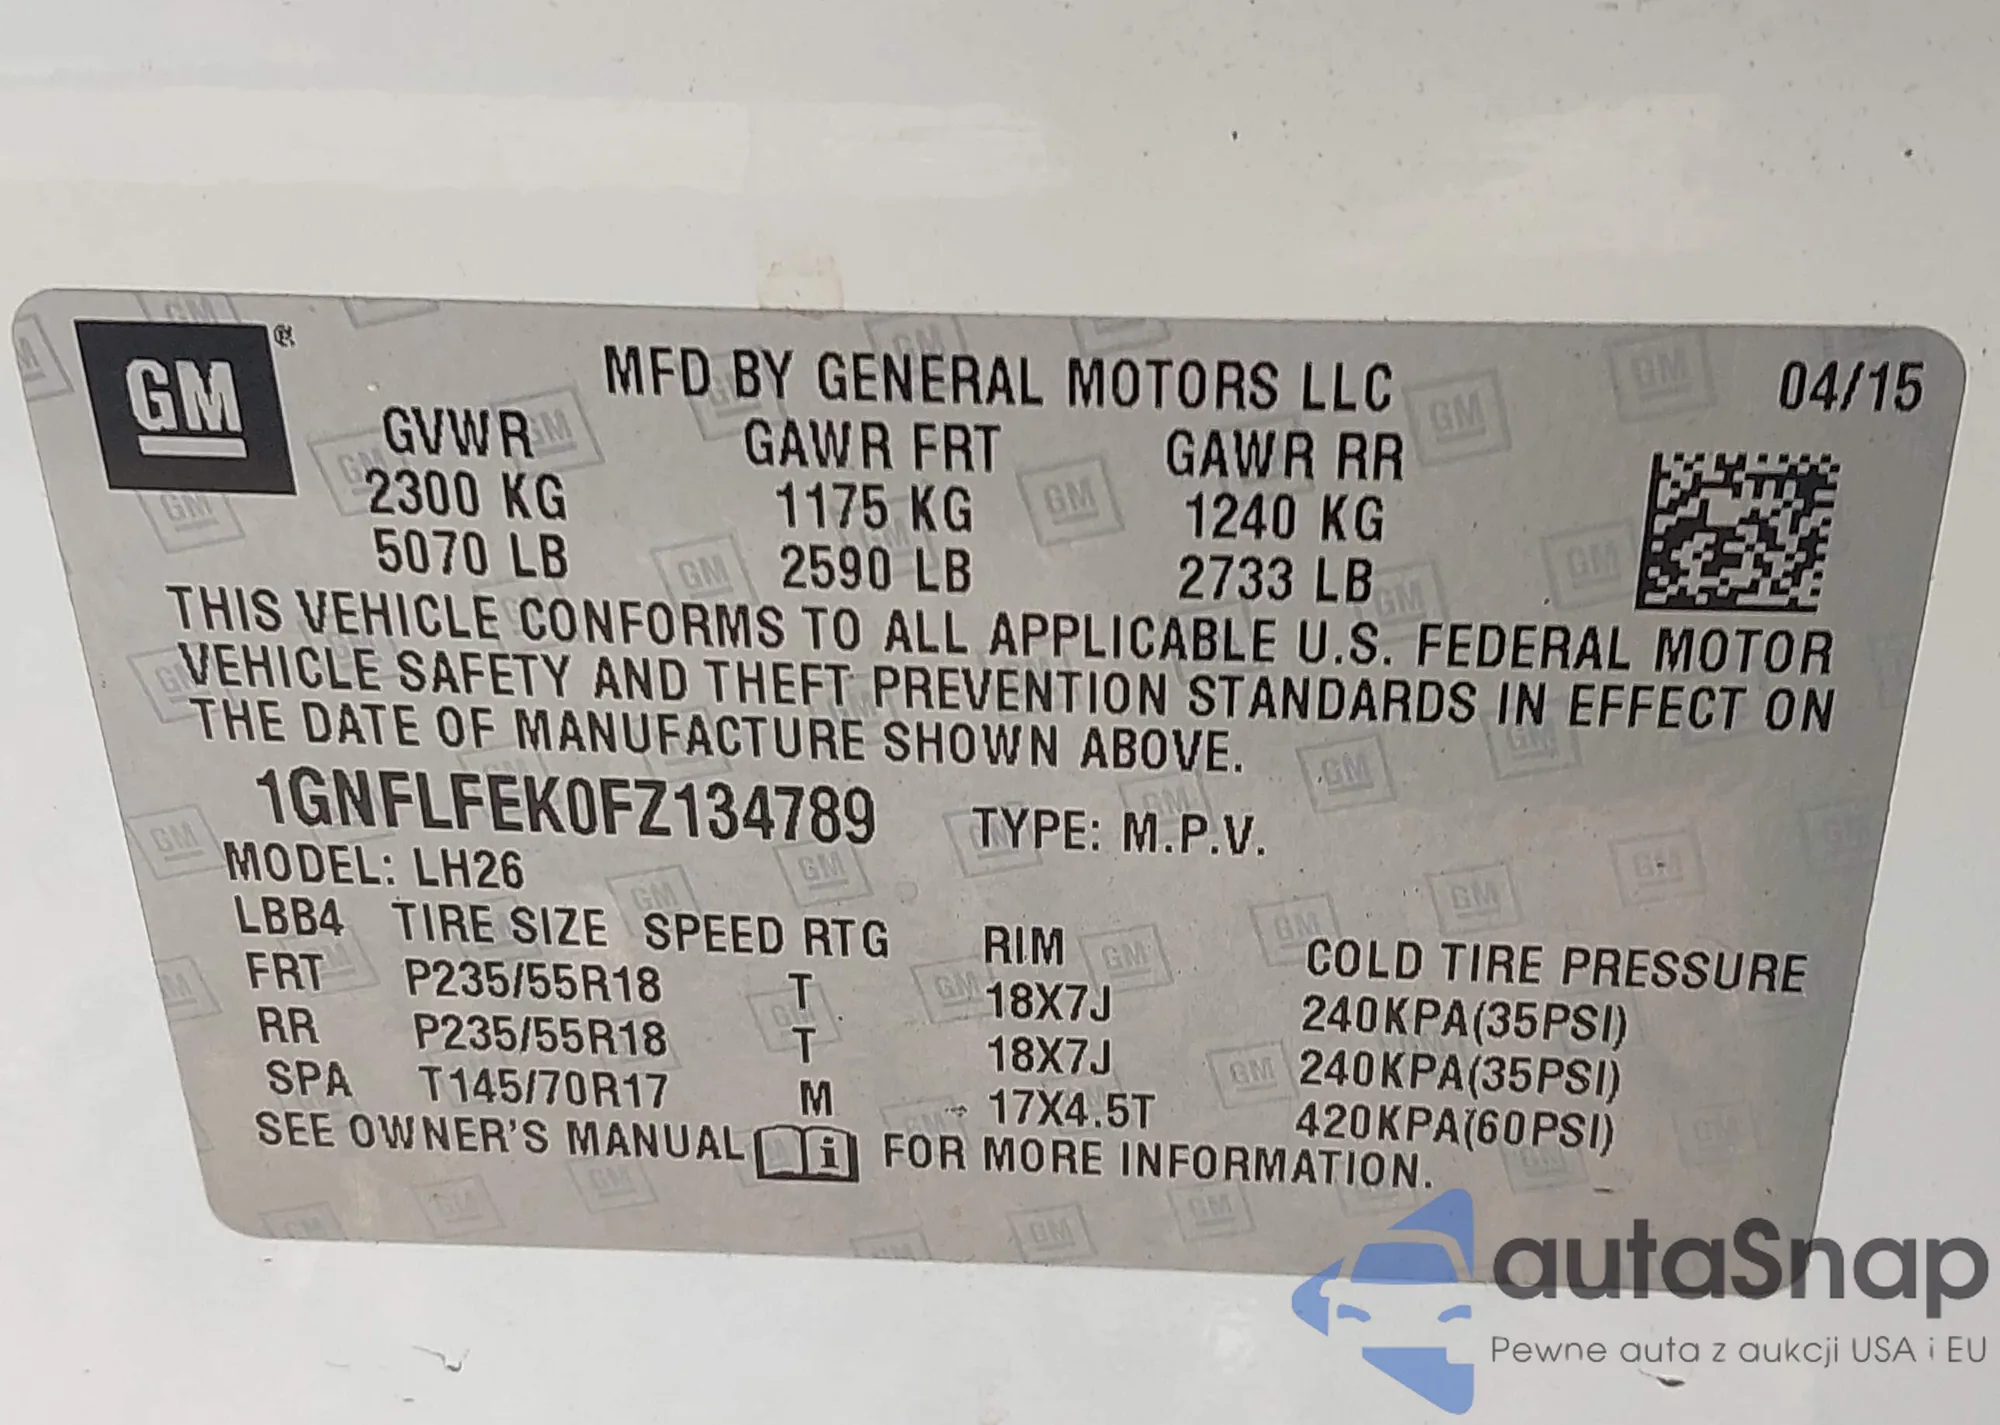 GM ®
MFD BY GENERAL MOTORS LLC 04/15
GVWR GAWR FRT GAWR RR
2300 KG 1175 KG 1240 KG
5070 LB 2590 LB 2733 LB
THIS VEHICLE CONFORMS TO ALL APPLICABLE U.S. FEDERAL MOTOR
VEHICLE SAFETY AND THEFT PREVENTION STANDARDS IN EFFECT ON
THE DATE OF MANUFACTURE SHOWN ABOVE.
1GNFLFEK0FZ134789 TYPE: M.P.V.
MODEL: LH26
LBB4 TIRE SIZE SPEED RTG RIM COLD TIRE PRESSURE
FRT P235/55R18 T 18X7J 240KPA(35PSI)
RR P235/55R18 T 18X7J 240KPA(35PSI)
SPA T145/70R17 M 17X4.5T 420KPA(60PSI)
SEE OWNER'S MANUAL i FOR MORE INFORMATION.
autaSnap
Pewne auta z aukcji USA i EU